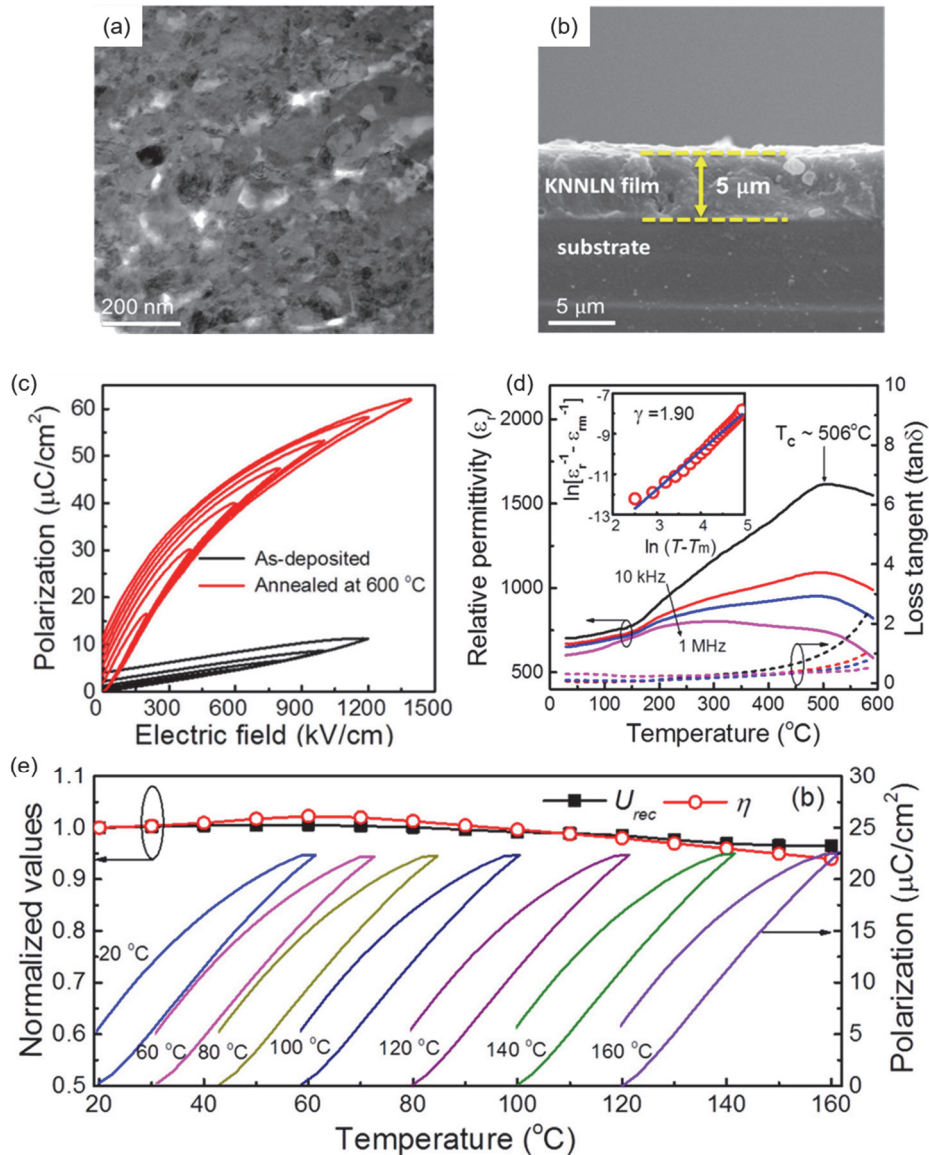 (a)
200 nm
(b)
KNNLN film
5 μm
substrate
5 μm
(c)
Polarization (μC/cm²)
60
50
40
30
20
10
0
As-deposited
Annealed at 600 °C
0 300 600 900 1200 1500
Electric field (kV/cm)
(d)
Relative permittivity (εr)
2000
1750
1500
1250
1000
750
500
ln[εr⁻¹ - εrm⁻¹]
-7
-9
-11
-13
γ =1.90
2 3 4 5
ln (T-Tm)
Tc ~ 506°C
10 kHz
1 MHz
10
8
6
4
2
0
Loss tangent (tanδ)
0 100 200 300 400 500 600
Temperature (°C)
(e)
Normalized values
1.1
1.0
0.9
0.8
0.7
0.6
0.5
Urec
η
(b)
20 °C
60 °C
80 °C
100 °C
120 °C
140 °C
160 °C
30
25
20
15
10
5
0
Polarization (μC/cm²)
20 40 60 80 100 120 140 160
Temperature (°C)